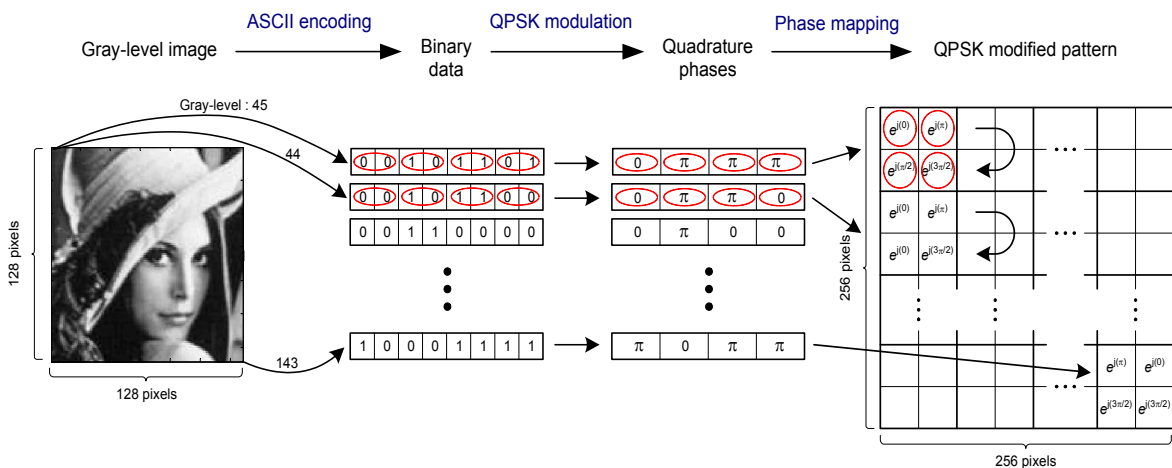 ASCII encoding QPSK modulation Phase mapping
Gray-level image Binary data Quadrature phases QPSK modified pattern
Gray-level : 45
44
143
128 pixels
128 pixels
0 0 1 0 1 1 0 1
0 0 1 0 1 1 0 0
0 0 1 1 0 0 0 0
1 0 0 0 1 1 1 1
0 π π π
0 π π 0
0 π 0 0
π 0 π π
e^j(0) e^j(π)
e^j(π/2) e^j(3π/2)
e^j(0) e^j(π)
e^j(0) e^j(3π/2)
e^j(π) e^j(0)
e^j(3π/2) e^j(3π/2)
256 pixels
256 pixels